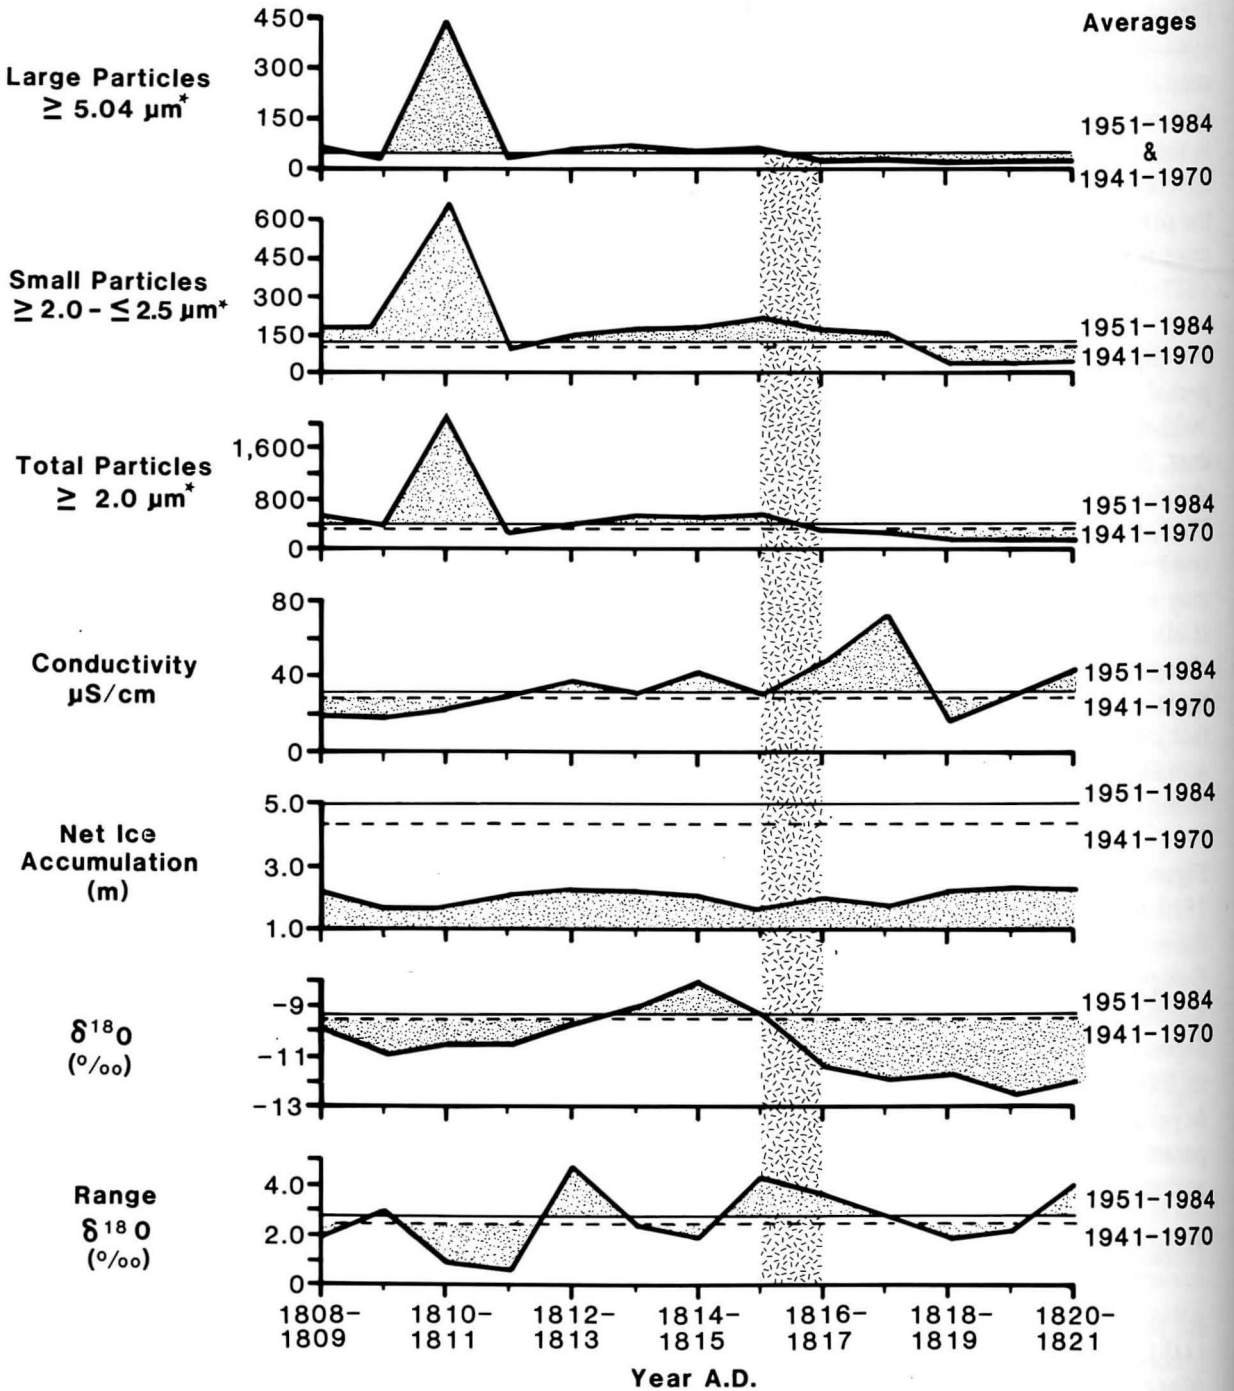 Averages
Large Particles
≥ 5.04 µm*
450
300
150
0
1951-1984
&
1941-1970
Small Particles
≥ 2.0 - ≤ 2.5 µm*
600
450
300
150
0
1951-1984
1941-1970
Total Particles
≥ 2.0 µm*
1,600
800
0
1951-1984
1941-1970
Conductivity
µS/cm
80
40
0
1951-1984
1941-1970
Net Ice
Accumulation
(m)
5.0
3.0
1.0
1951-1984
1941-1970
δ¹⁸O
(°/oo)
-9
-11
-13
1951-1984
1941-1970
Range
δ¹⁸O
(°/oo)
4.0
2.0
0
1951-1984
1941-1970
1808- 1810- 1812- 1814- 1816- 1818- 1820-
1809 1811 1813 1815 1817 1819 1821
Year A.D.